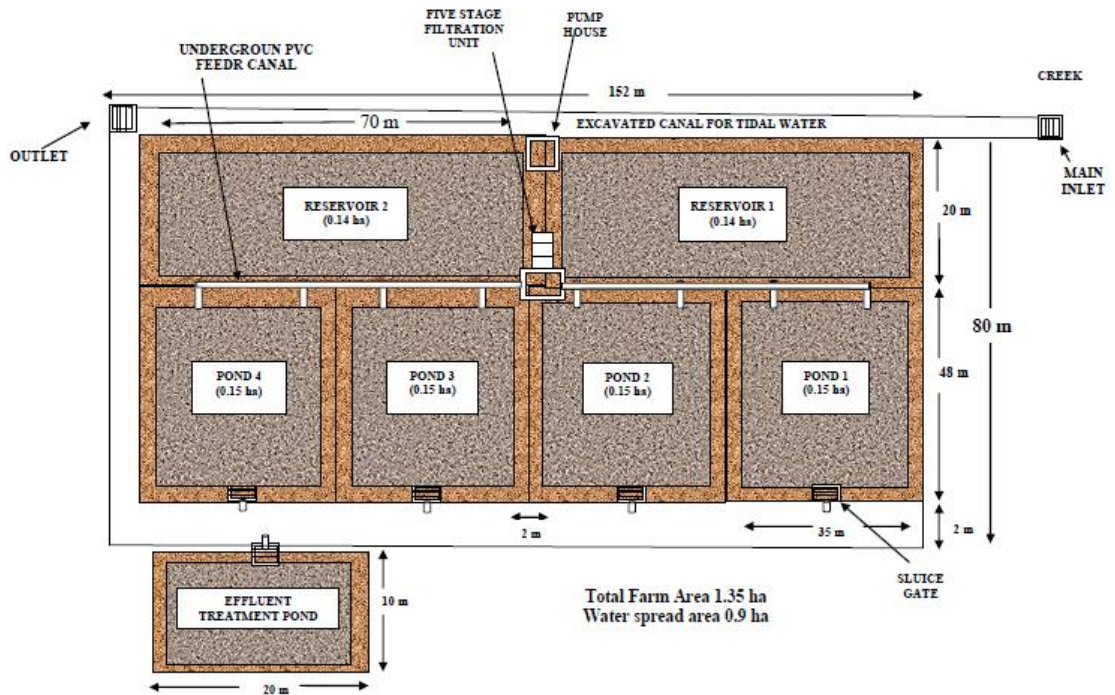 FIVE STAGE
FILTRATION
UNIT
PUMP
HOUSE
UNDERGROUN PVC
FEEDR CANAL
CREEK
152 m
70 m
EXCAVATED CANAL FOR TIDAL WATER
OUTLET
MAIN
INLET
RESERVOIR 2
(0.14 ha)
RESERVOIR 1
(0.14 ha)
20 m
80 m
POND 4
(0.15 ha)
POND 3
(0.15 ha)
POND 2
(0.15 ha)
POND 1
(0.15 ha)
48 m
2 m
35 m
2 m
SLUICE
GATE
EFFLUENT
TREATMENT POND
10 m
20 m
Total Farm Area 1.35 ha
Water spread area 0.9 ha